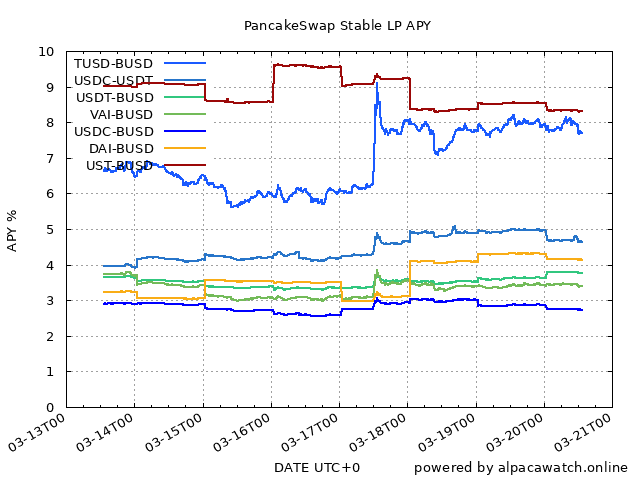 PancakeSwap Stable LP APY
10
9
8
7
6
5
4
3
2
1
0
APY %
TUSD-BUSD
USDC-USDT
USDT-BUSD
VAI-BUSD
USDC-BUSD
DAI-BUSD
UST-BUSD
03-13T00
03-14T00
03-15T00
03-16T00
03-17T00
03-18T00
03-19T00
03-20T00
03-21T00
DATE UTC+0
powered by alpacawatch.online